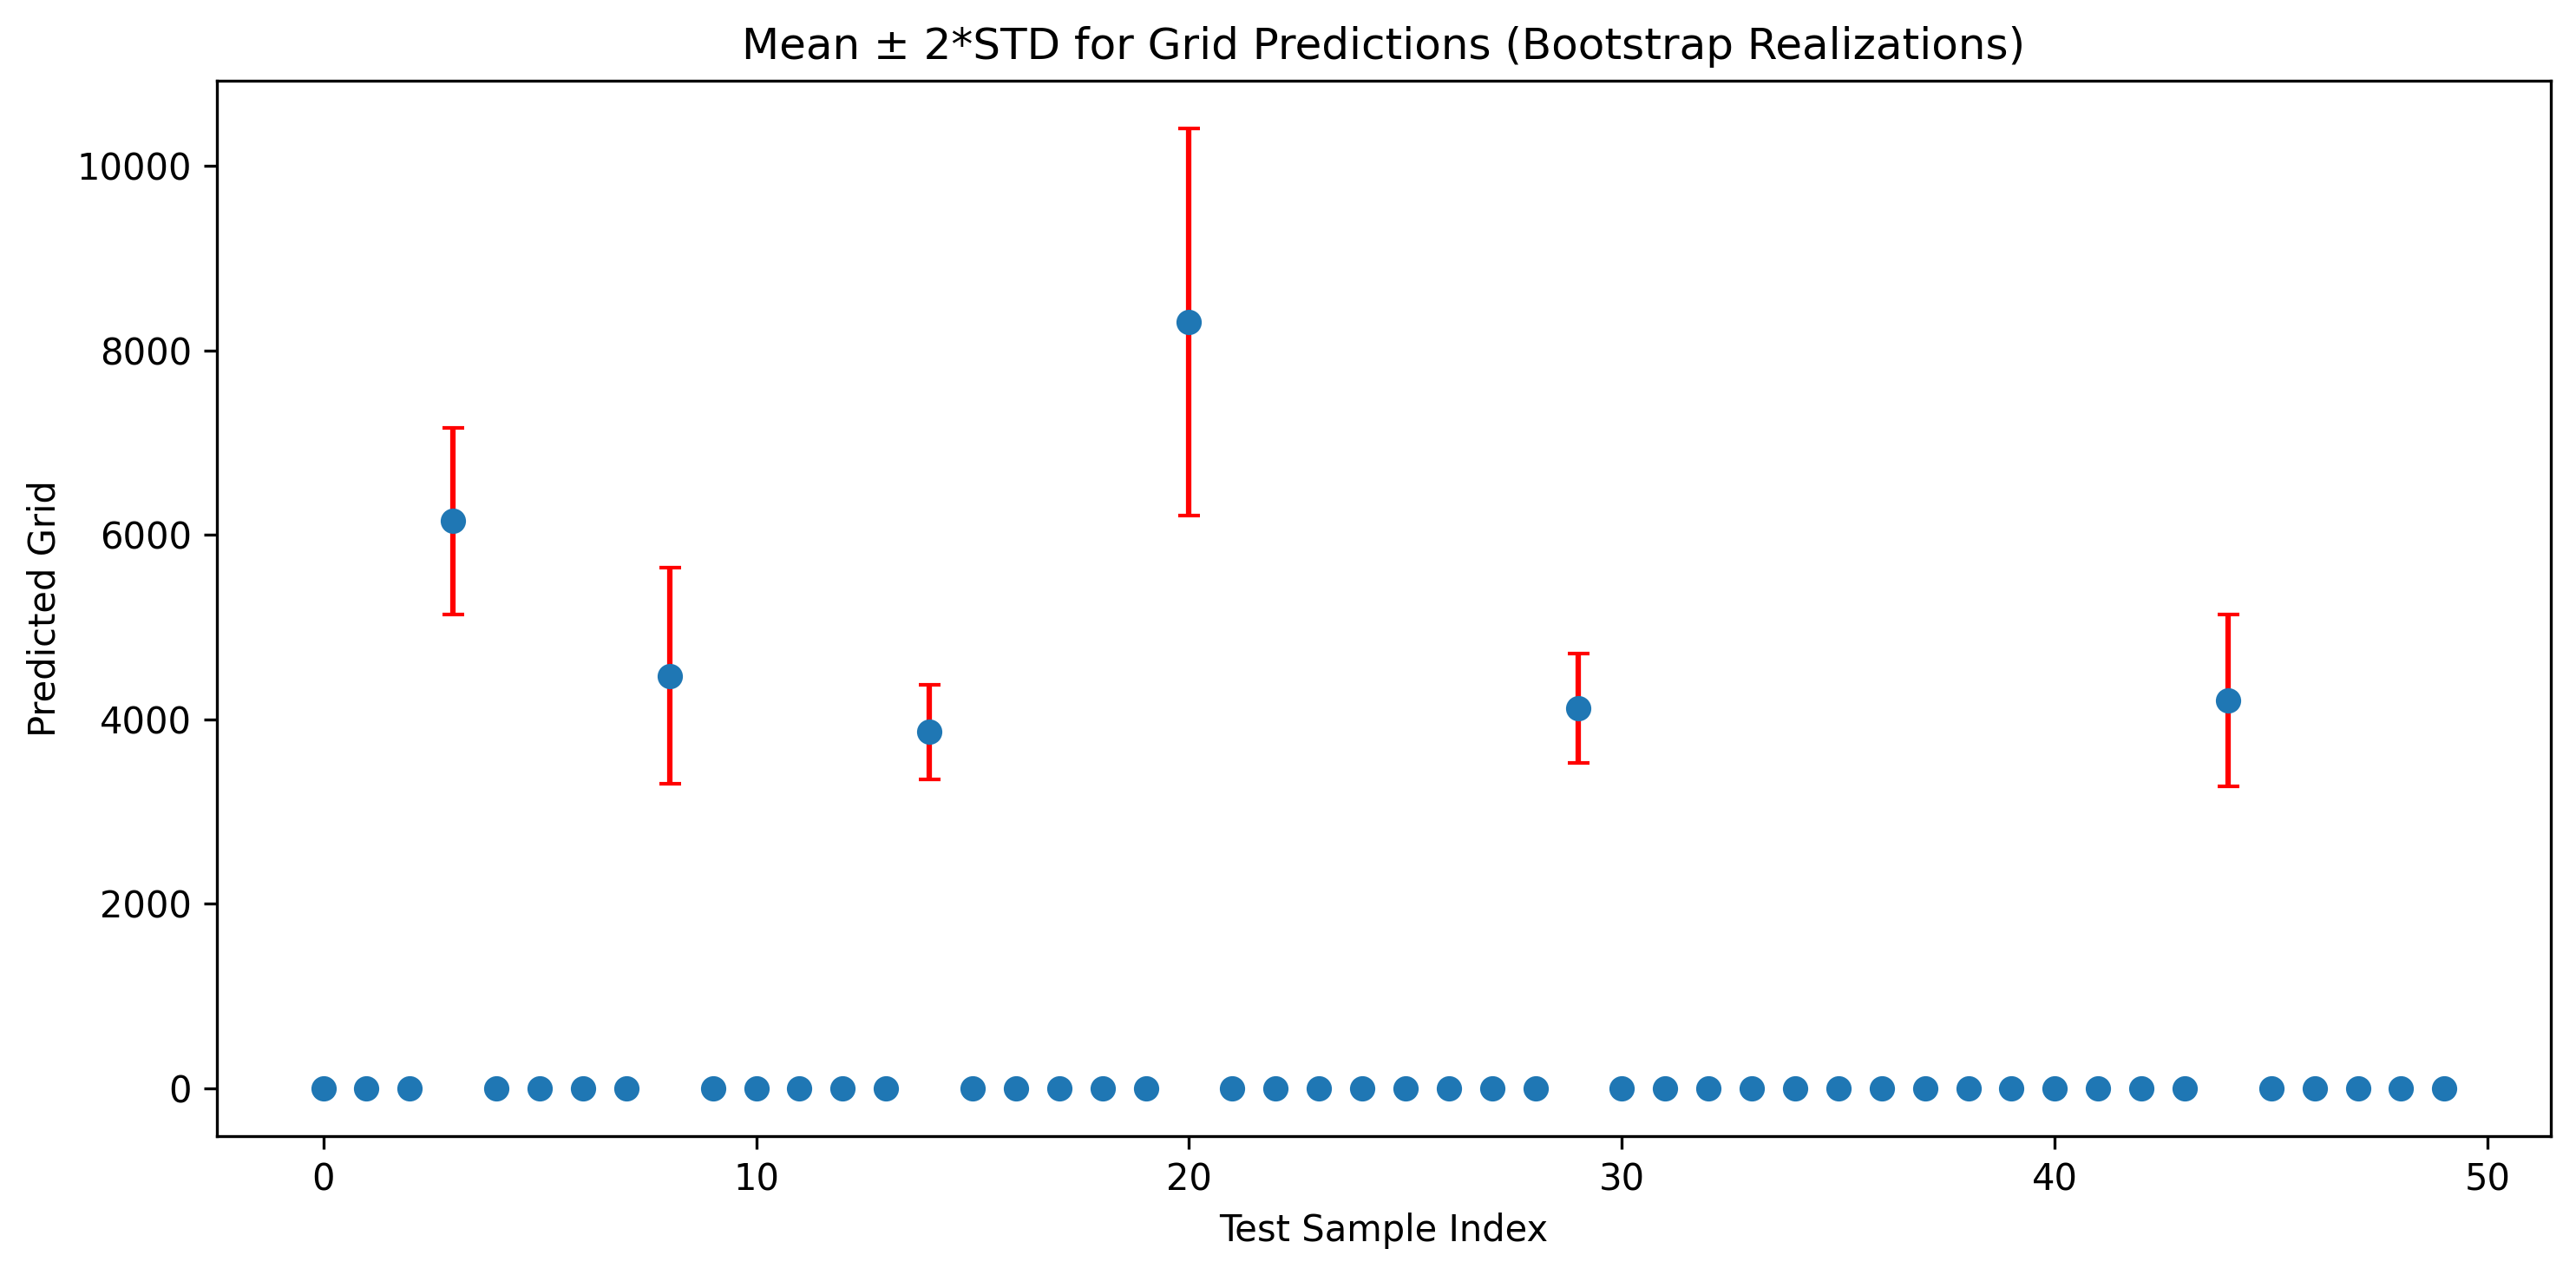 Mean ± 2*STD for Grid Predictions (Bootstrap Realizations)
Predicted Grid
10000
8000
6000
4000
2000
0
0 10 20 30 40 50
Test Sample Index